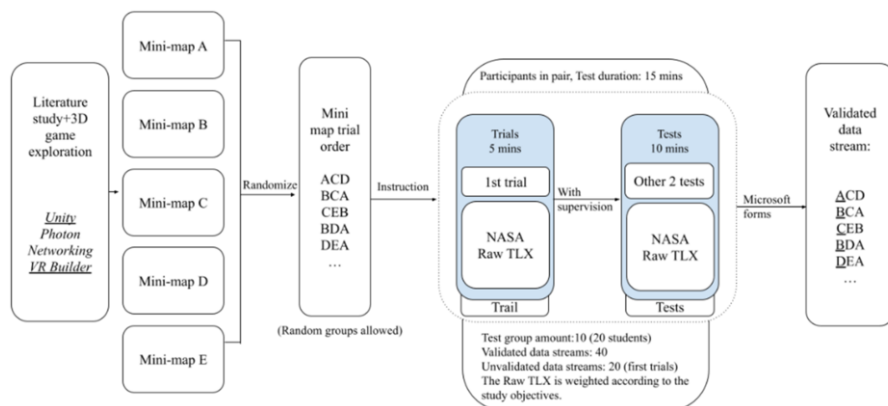 Literature
study+3D
game
exploration
Unity
Photon
Networking
VR Builder
Mini-map A
Mini-map B
Mini-map C
Mini-map D
Mini-map E
Randomize
Mini
map trial
order
ACD
BCA
CEB
BDA
DEA
...
(Random groups allowed)
Instruction
Participants in pair, Test duration: 15 mins
Trials
5 mins
1st trial
NASA
Raw TLX
Trail
With
supervision
Tests
10 mins
Other 2 tests
NASA
Raw TLX
Tests
Test group amount:10 (20 students)
Validated data streams: 40
Unvalidated data streams: 20 (first trials)
The Raw TLX is weighted according to the
study objectives.
Microsoft
forms
Validated
data
stream:
ACD
BCA
CEB
BDA
DEA
...